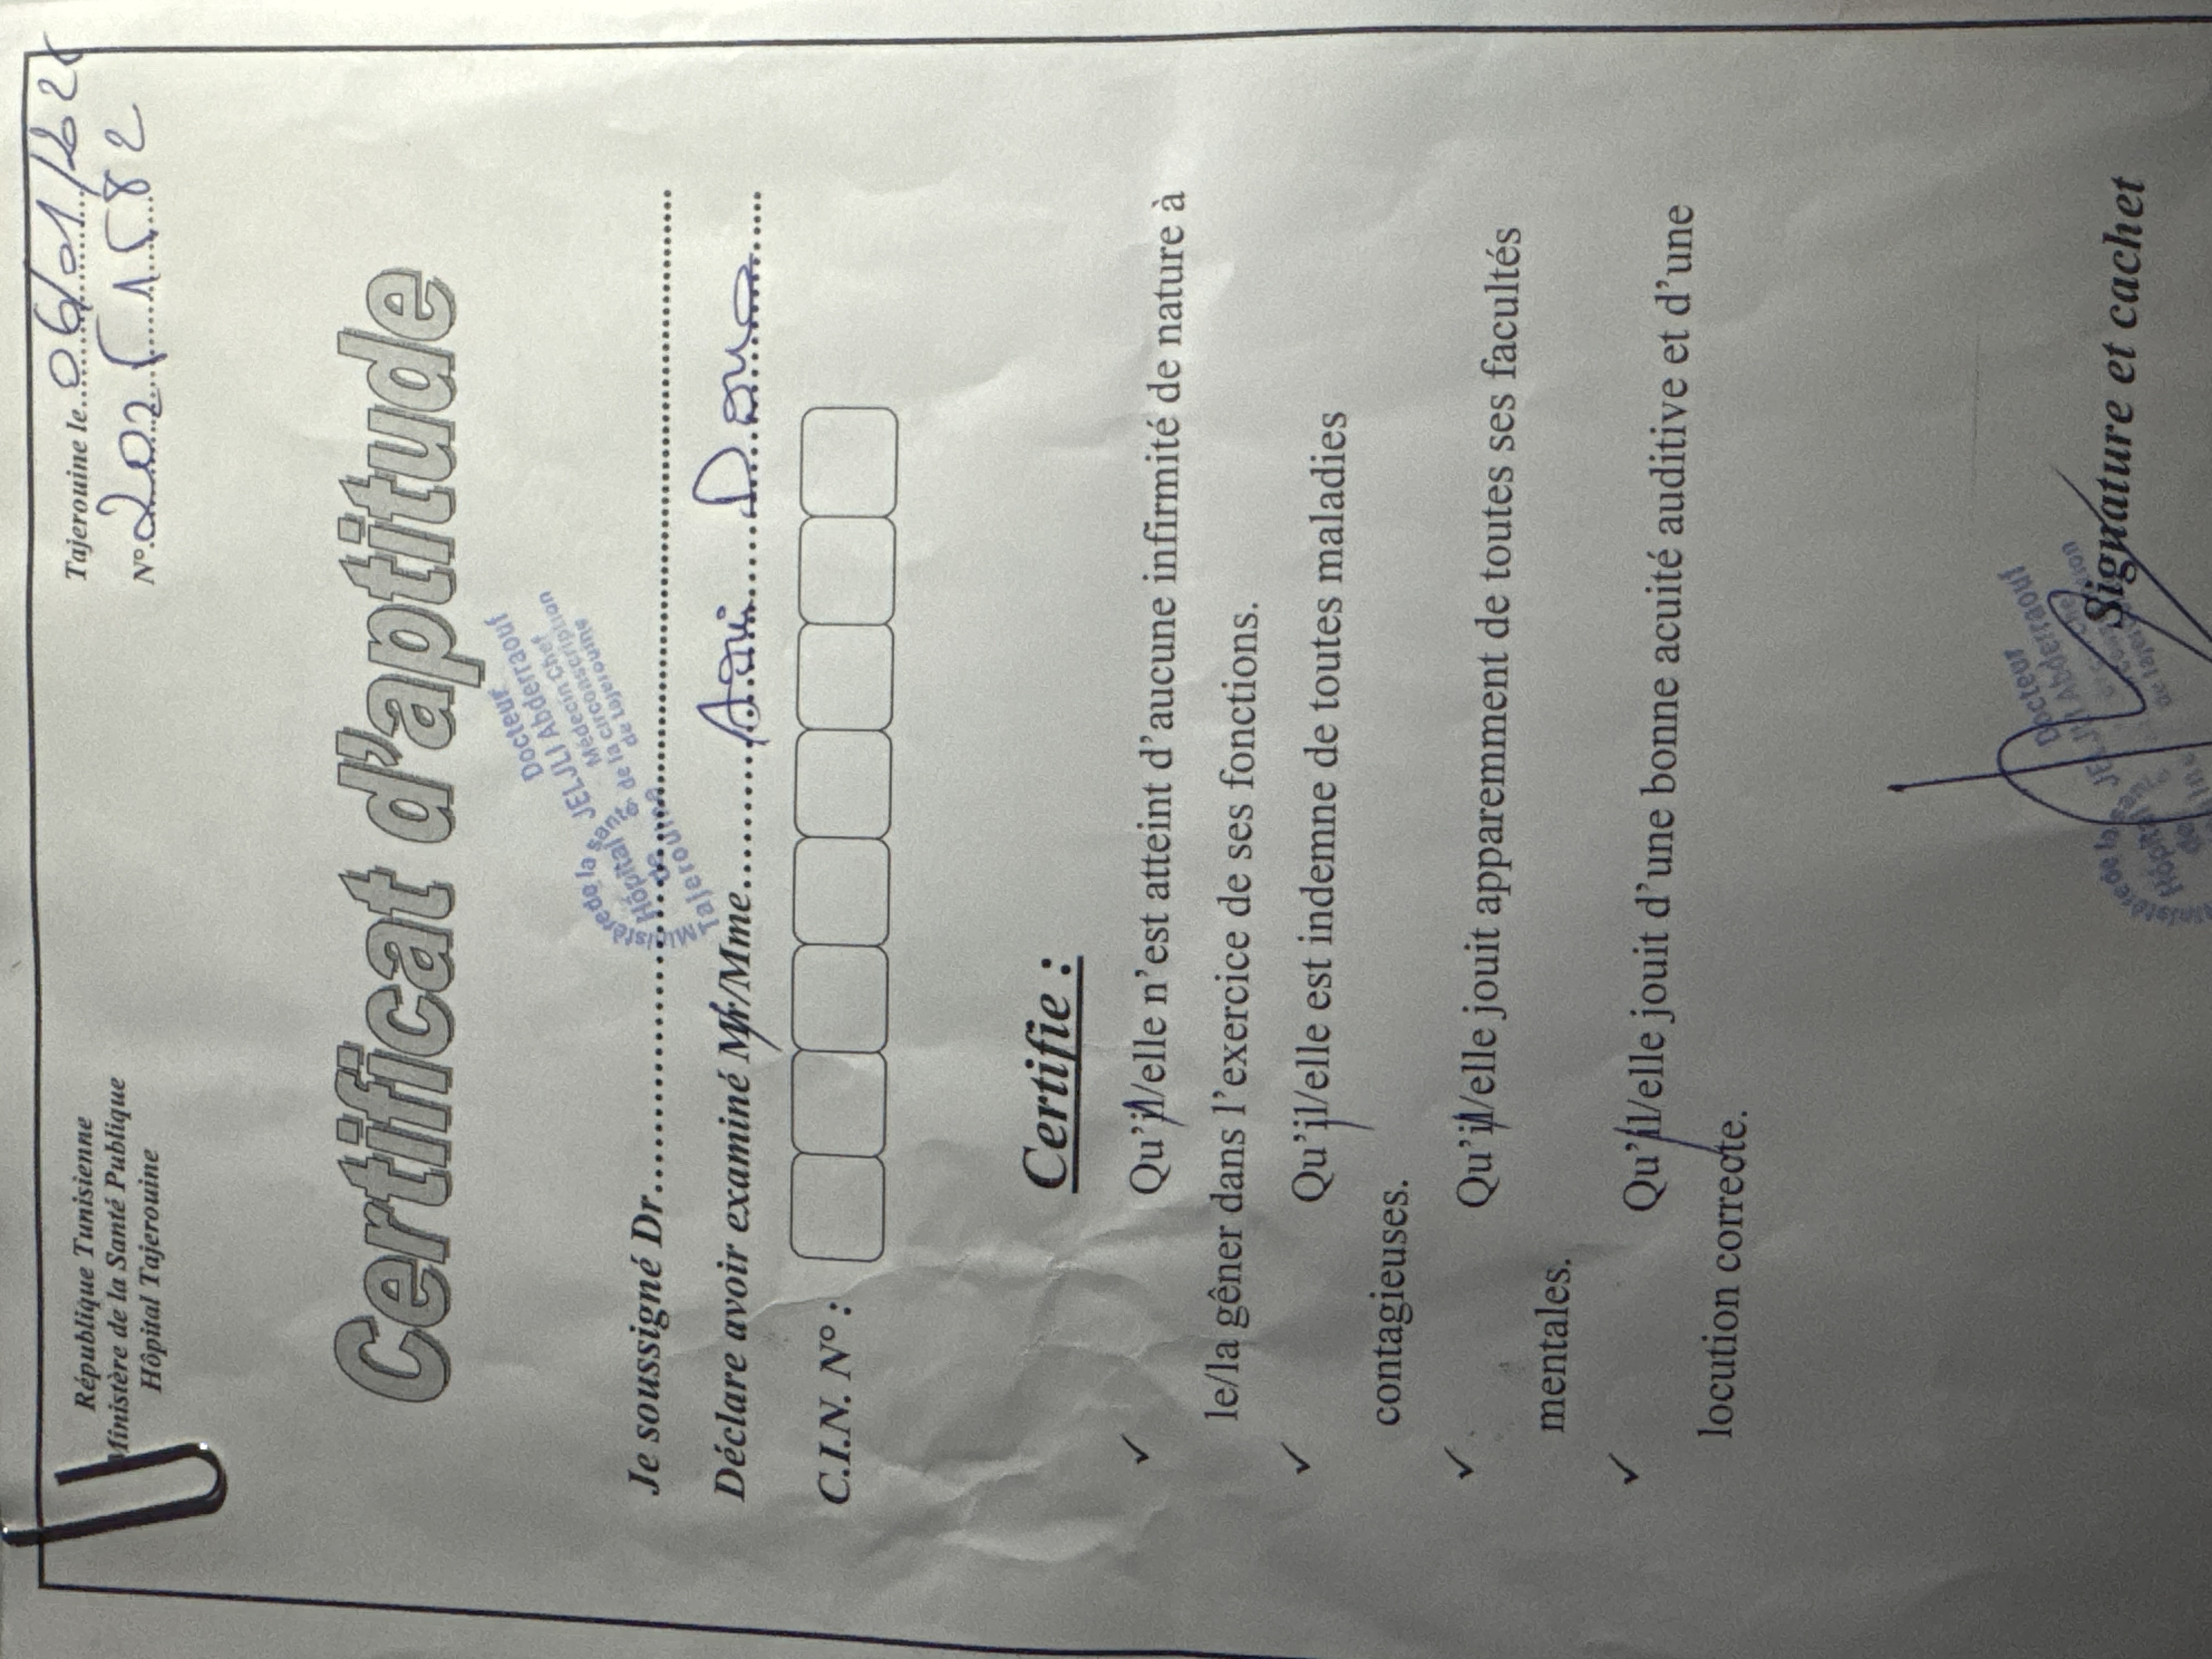 République Tunisienne
Ministère de la Santé Publique
Hôpital Tajerouine
Tajerouine le..06/01/
N°.202
Certificat d'aptitude
Docteur
JELJLI Abderraouf
Médecin Chef
de la circonscription
de Tajerouine
Ministère de la santé
Hôpital
de
Tajerouine
Je soussigné Dr..........
Déclare avoir examiné Mr/Mme..........
C.I.N. N° :
Certifie :
✓ Qu'il/elle n'est atteint d'aucune infirmité de nature à
le/la gêner dans l'exercice de ses fonctions.
✓ Qu'il/elle est indemne de toutes maladies
contagieuses.
✓ Qu'il/elle jouit apparemment de toutes ses facultés
mentales.
✓ Qu'il/elle jouit d'une bonne acuité auditive et d'une
locution correcte.
Signature et cachet
Docteur
JELJLI Abderraouf